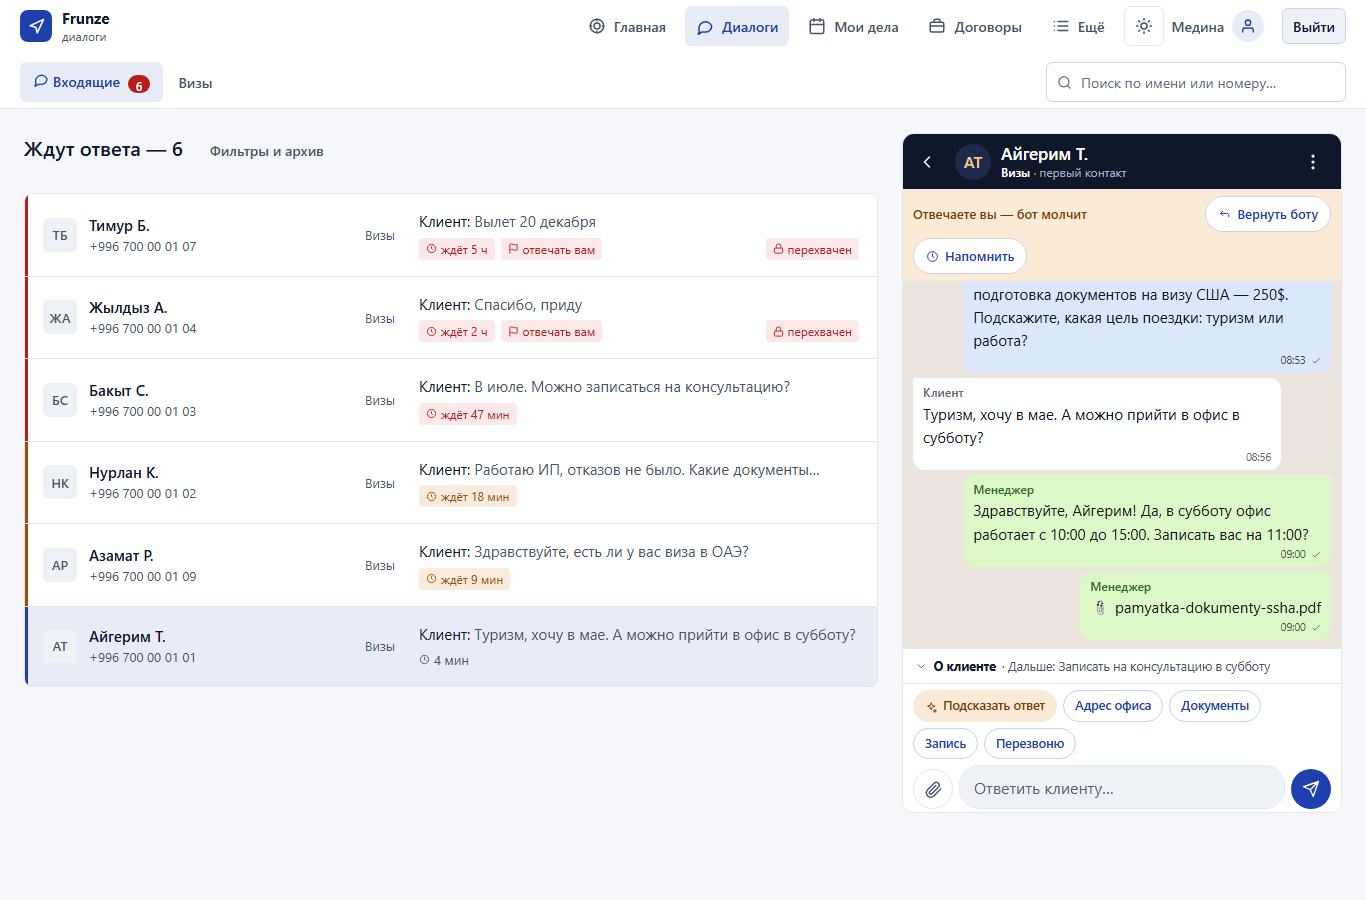 Frunze
диалоги
Главная
Диалоги
Мои дела
Договоры
Ещё
Медина
Выйти
Входящие 6
Визы
Поиск по имени или номеру...
Ждут ответа — 6
Фильтры и архив
ТБ
Тимур Б.
+996 700 00 01 07
Визы
Клиент: Вылет 20 декабря
ждёт 5 ч
отвечать вам
перехвачен
ЖА
Жылдыз А.
+996 700 00 01 04
Визы
Клиент: Спасибо, приду
ждёт 2 ч
отвечать вам
перехвачен
БС
Бакыт С.
+996 700 00 01 03
Визы
Клиент: В июле. Можно записаться на консультацию?
ждёт 47 мин
НК
Нурлан К.
+996 700 00 01 02
Визы
Клиент: Работаю ИП, отказов не было. Какие документы...
ждёт 18 мин
АР
Азамат Р.
+996 700 00 01 09
Визы
Клиент: Здравствуйте, есть ли у вас виза в ОАЭ?
ждёт 9 мин
АТ
Айгерим Т.
+996 700 00 01 01
Визы
Клиент: Туризм, хочу в мае. А можно прийти в офис в субботу?
4 мин
АТ
Айгерим Т.
Визы · первый контакт
Отвечаете вы — бот молчит
Вернуть боту
Напомнить
подготовка документов на визу США — 250$.
Подскажите, какая цель поездки: туризм или
работа?
08:53
Клиент
Туризм, хочу в мае. А можно прийти в офис в
субботу?
08:56
Менеджер
Здравствуйте, Айгерим! Да, в субботу офис
работает с 10:00 до 15:00. Записать вас на 11:00?
09:00
Менеджер
pamyatka-dokumenty-ssha.pdf
09:00
О клиенте · Дальше: Записать на консультацию в субботу
Подсказать ответ
Адрес офиса
Документы
Запись
Перезвоню
Ответить клиенту...